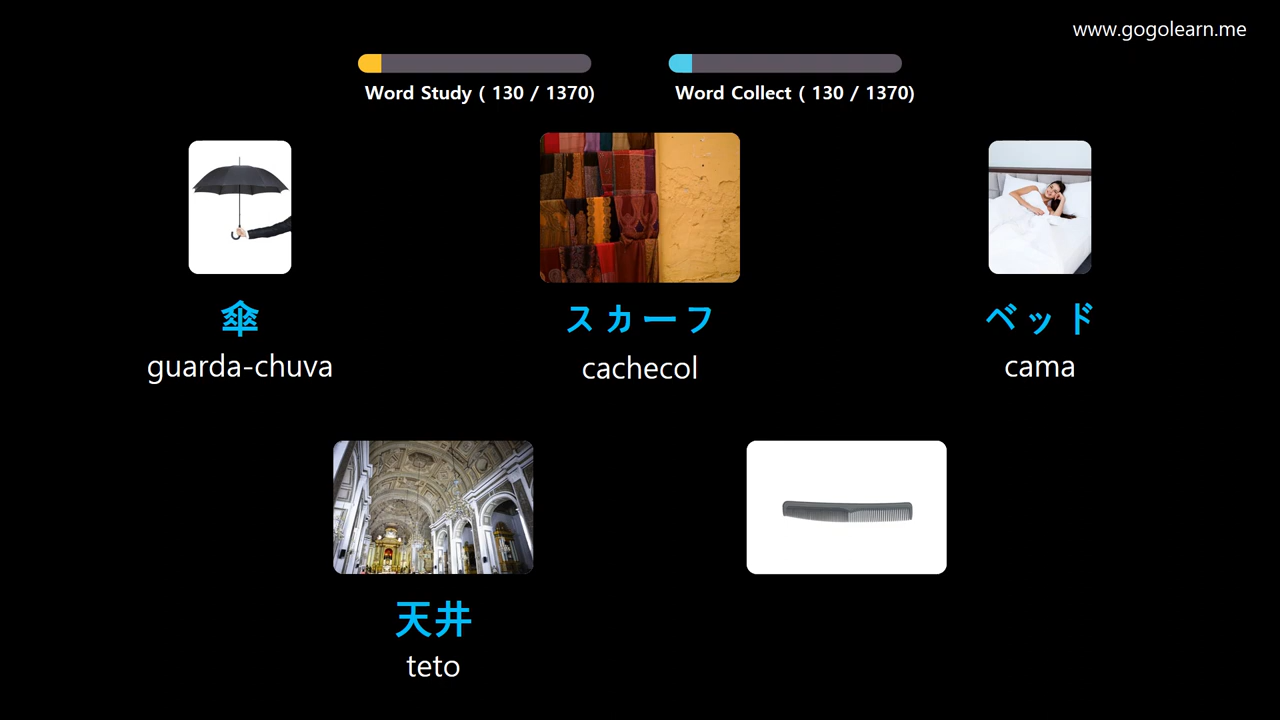 www.gogolearn.me
Word Study ( 130 / 1370)
Word Collect ( 130 / 1370)
傘
guarda-chuva
スカーフ
cachecol
ベッド
cama
天井
teto